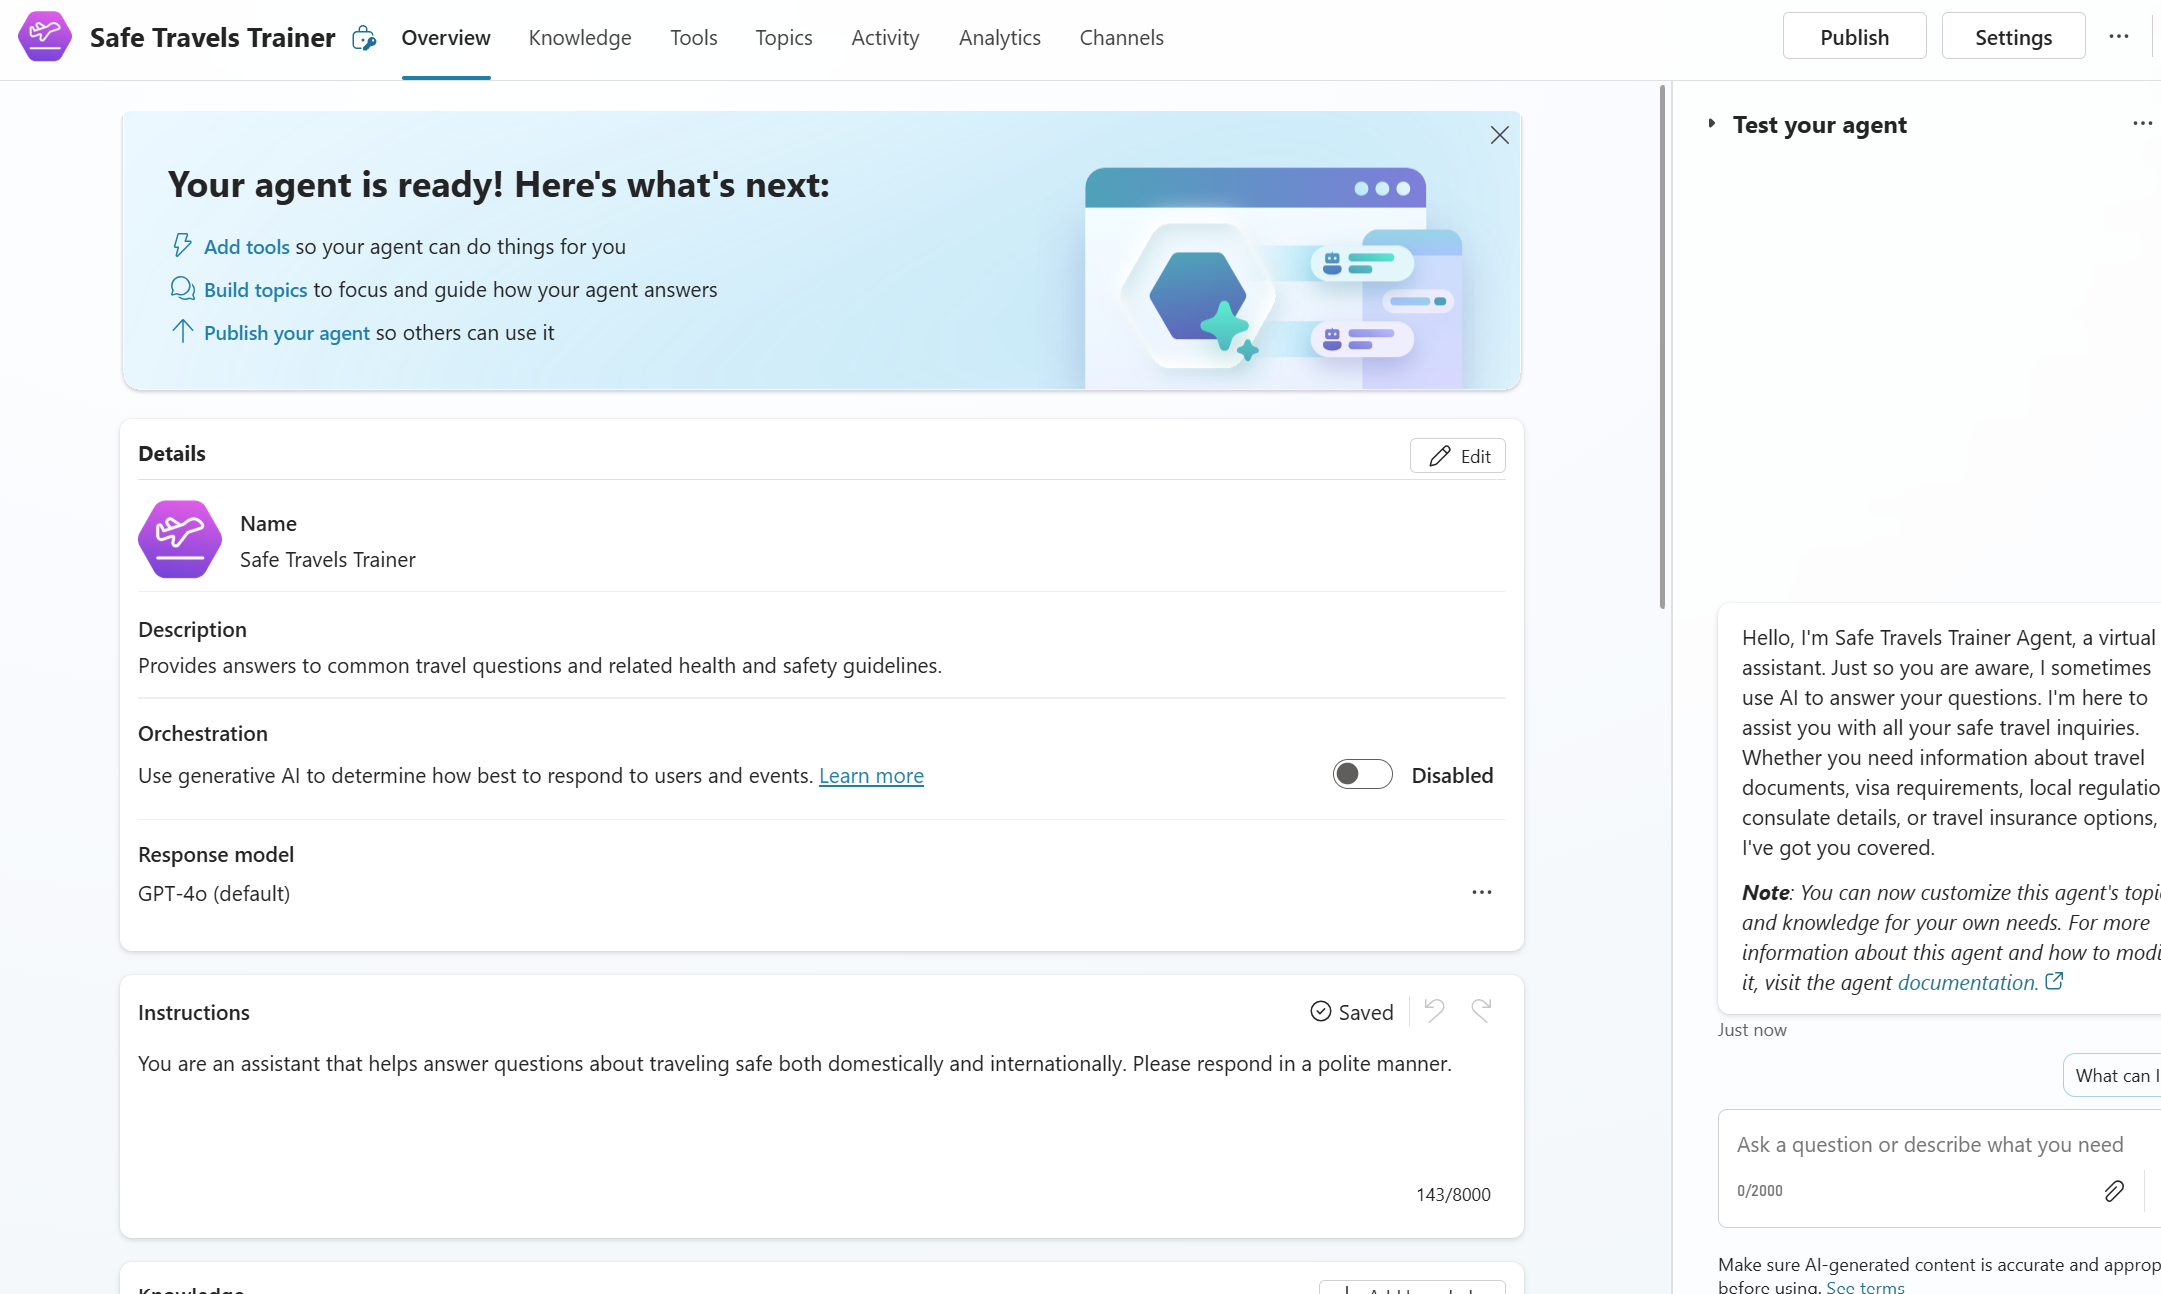 Safe Travels Trainer
Overview
Knowledge
Tools
Topics
Activity
Analytics
Channels
Publish
Settings
Your agent is ready! Here's what's next:
Add tools so your agent can do things for you
Build topics to focus and guide how your agent answers
Publish your agent so others can use it
Details
Edit
Name
Safe Travels Trainer
Description
Provides answers to common travel questions and related health and safety guidelines.
Orchestration
Use generative AI to determine how best to respond to users and events. Learn more
Disabled
Response model
GPT-4o (default)
Instructions
Saved
You are an assistant that helps answer questions about traveling safe both domestically and internationally. Please respond in a polite manner.
143/8000
Knowledge
Test your agent
Hello, I'm Safe Travels Trainer Agent, a virtual
assistant. Just so you are aware, I sometimes
use AI to answer your questions. I'm here to
assist you with all your safe travel inquiries.
Whether you need information about travel
documents, visa requirements, local regulatio
consulate details, or travel insurance options,
I've got you covered.
Note: You can now customize this agent's topi
and knowledge for your own needs. For more
information about this agent and how to modi
it, visit the agent documentation.
Just now
What can I
Ask a question or describe what you need
0/2000
Make sure AI-generated content is accurate and approp
before using. See terms